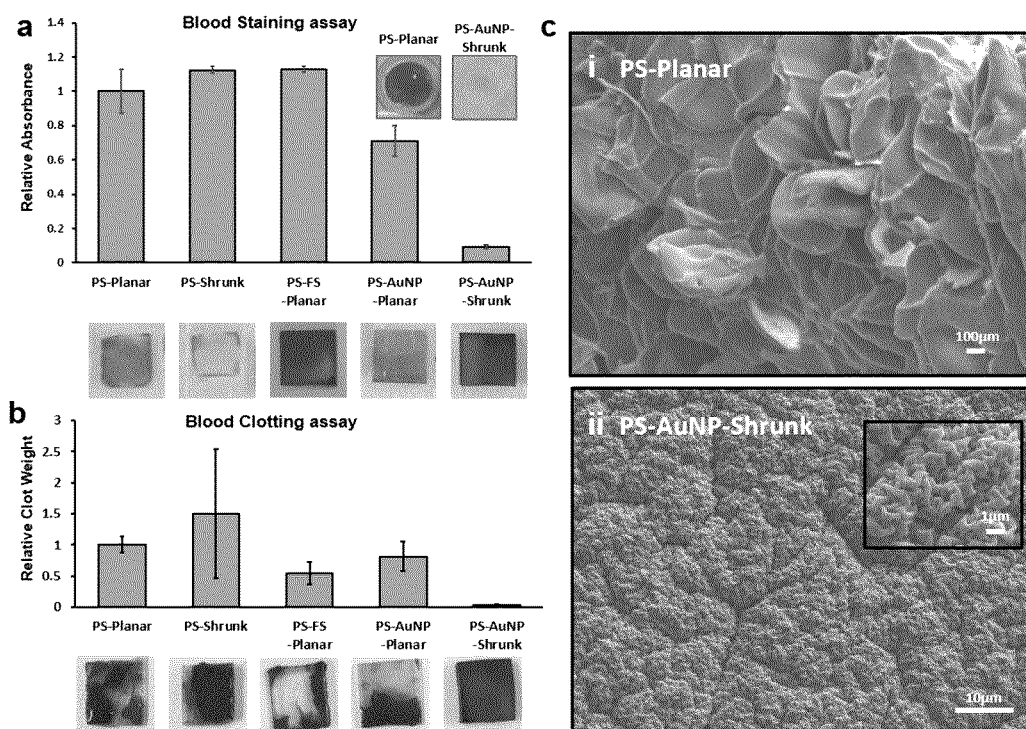 a
Blood Staining assay
PS-Planar
PS-AuNP-
Shrunk
Relative Absorbance
1.4
1.2
1
0.8
0.6
0.4
0.2
0
PS-Planar
PS-Shrunk
PS-FS
-Planar
PS-AuNP
-Planar
PS-AuNP
-Shrunk
b
Blood Clotting assay
Relative Clot Weight
3
2.5
2
1.5
1
0.5
0
PS-Planar
PS-Shrunk
PS-FS
-Planar
PS-AuNP
-Planar
PS-AuNP
-Shrunk
c
i PS-Planar
100µm
ii PS-AuNP-Shrunk
1µm
10µm